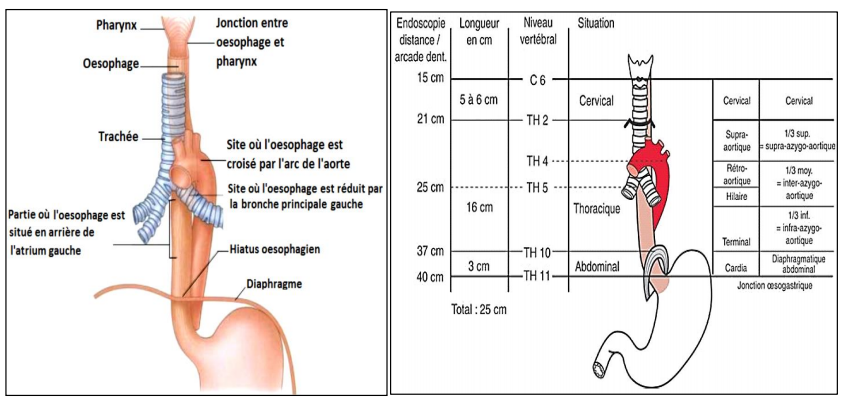 Pharynx
Jonction entre
oesophage et
pharynx
Oesophage
Trachée
Site où l'oesophage est
croisé par l'arc de l'aorte
Site où l'oesophage est réduit par
la bronche principale gauche
Partie où l'oesophage est
situé en arrière de
l'atrium gauche
Hiatus oesophagien
Diaphragme
Endoscopie
distance /
arcade dent.
Longueur
en cm
Niveau
vertébral
Situation
15 cm
C 6
5 à 6 cm
Cervical
Cervical
Cervical
21 cm
TH 2
Supra-
aortique
1/3 sup.
= supra-azygo-aortique
TH 4
Rétro-
aortique
1/3 moy.
= inter-azygo-
aortique
25 cm
TH 5
Hilaire
16 cm
Thoracique
1/3 inf.
= infra-azygo-
aortique
Terminal
37 cm
TH 10
3 cm
Abdominal
Cardia
Diaphragmatique
abdominal
40 cm
TH 11
Jonction œsogastrique
Total : 25 cm